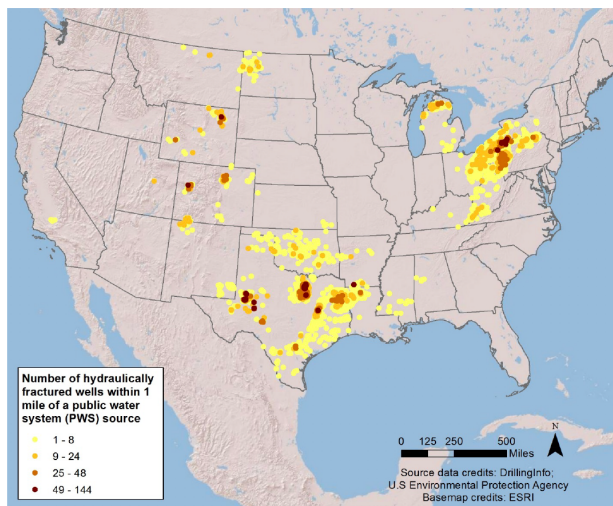 Number of hydraulically
fractured wells within 1
mile of a public water
system (PWS) source
1 - 8
9 - 24
25 - 48
49 - 144
N
0 125 250 500
Miles
Source data credits: DrillingInfo;
U.S Environmental Protection Agency
Basemap credits: ESRI